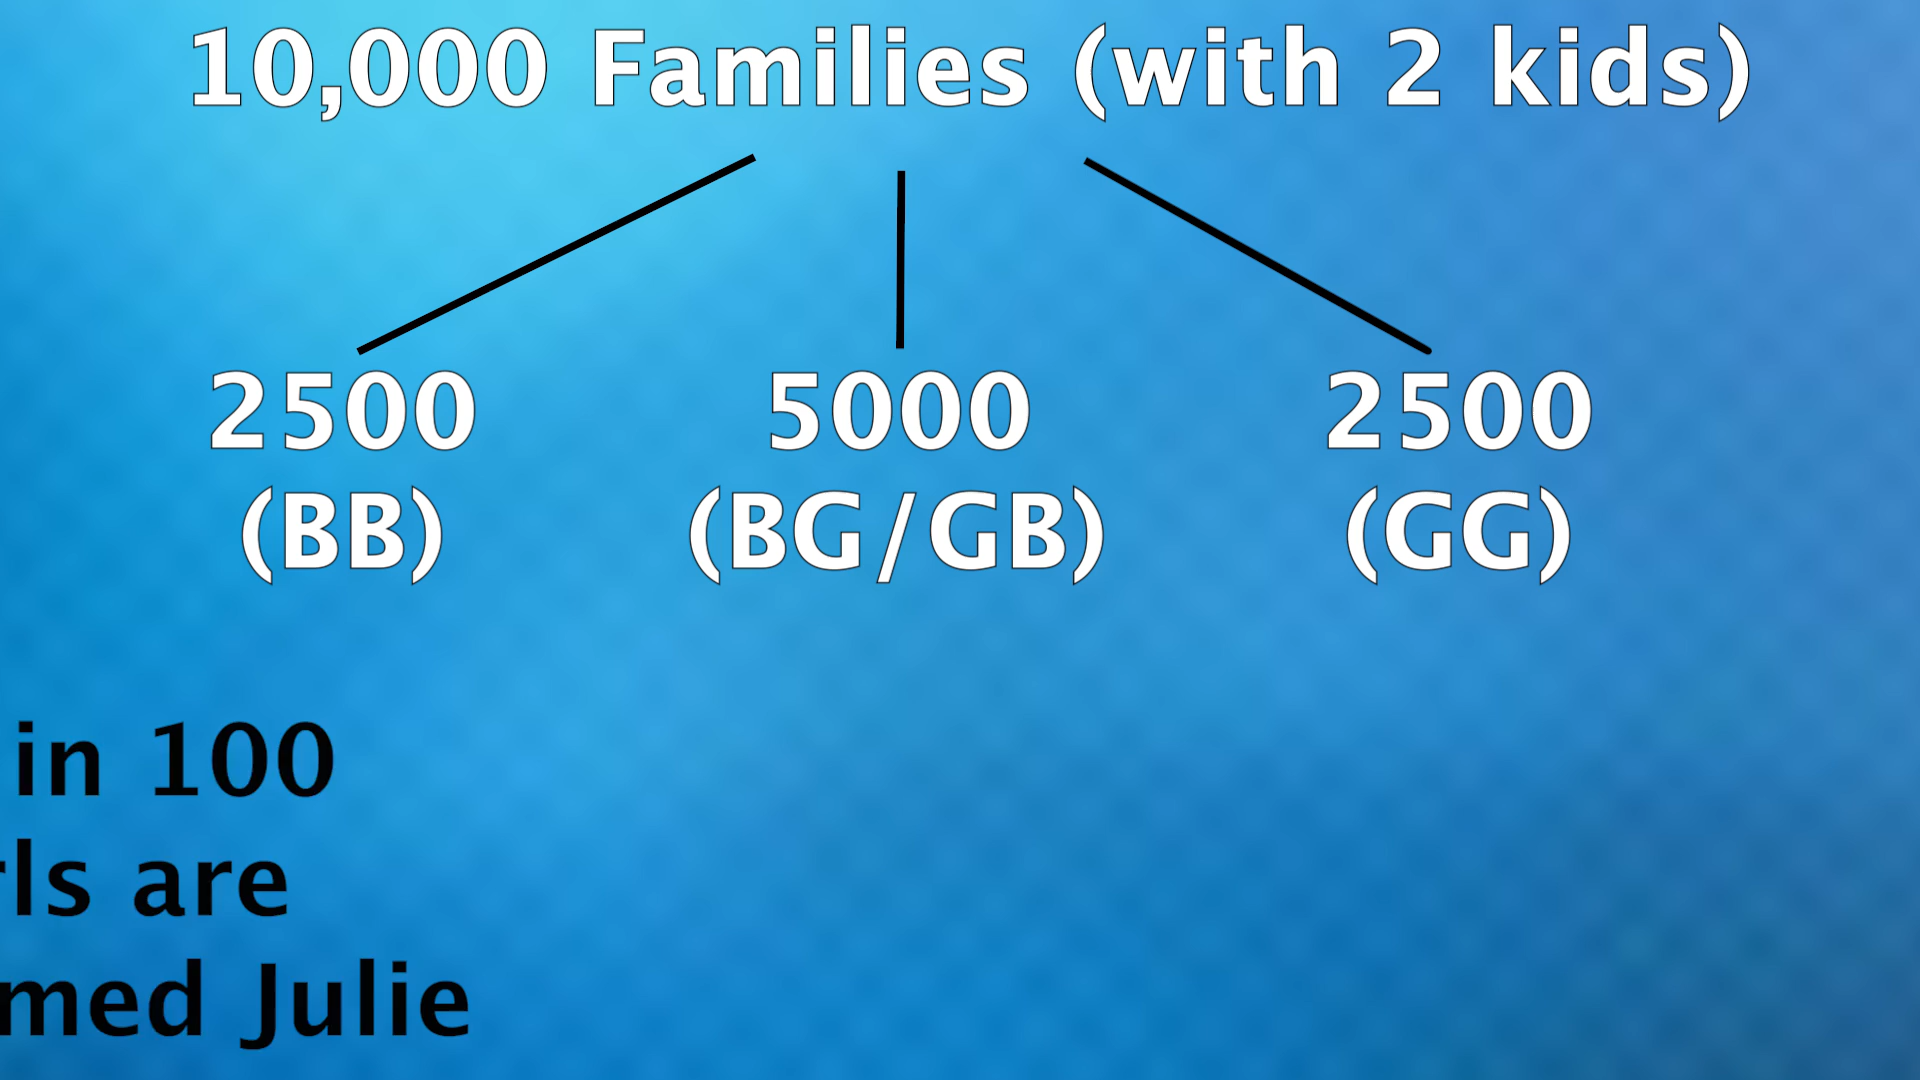 10,000 Families (with 2 kids)
2500 5000 2500
(BB) (BG/GB) (GG)
in 100
rls are
med Julie